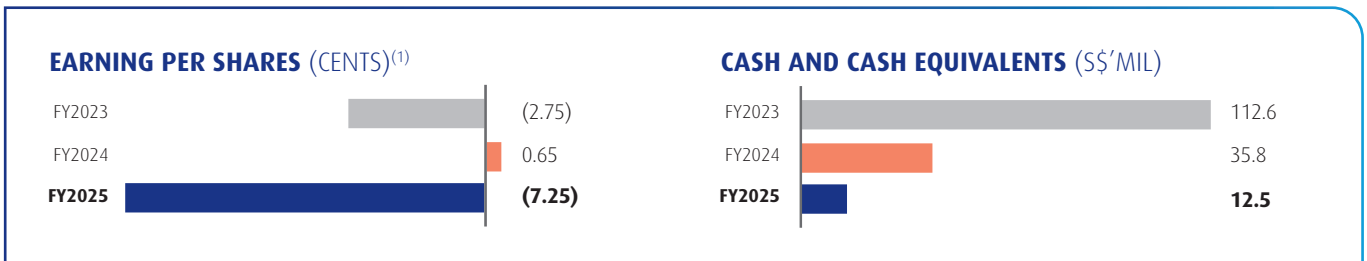 EARNING PER SHARES (CENTS)(1)
FY2023 (2.75)
FY2024 0.65
FY2025 (7.25)
CASH AND CASH EQUIVALENTS (S$'MIL)
FY2023 112.6
FY2024 35.8
FY2025 12.5